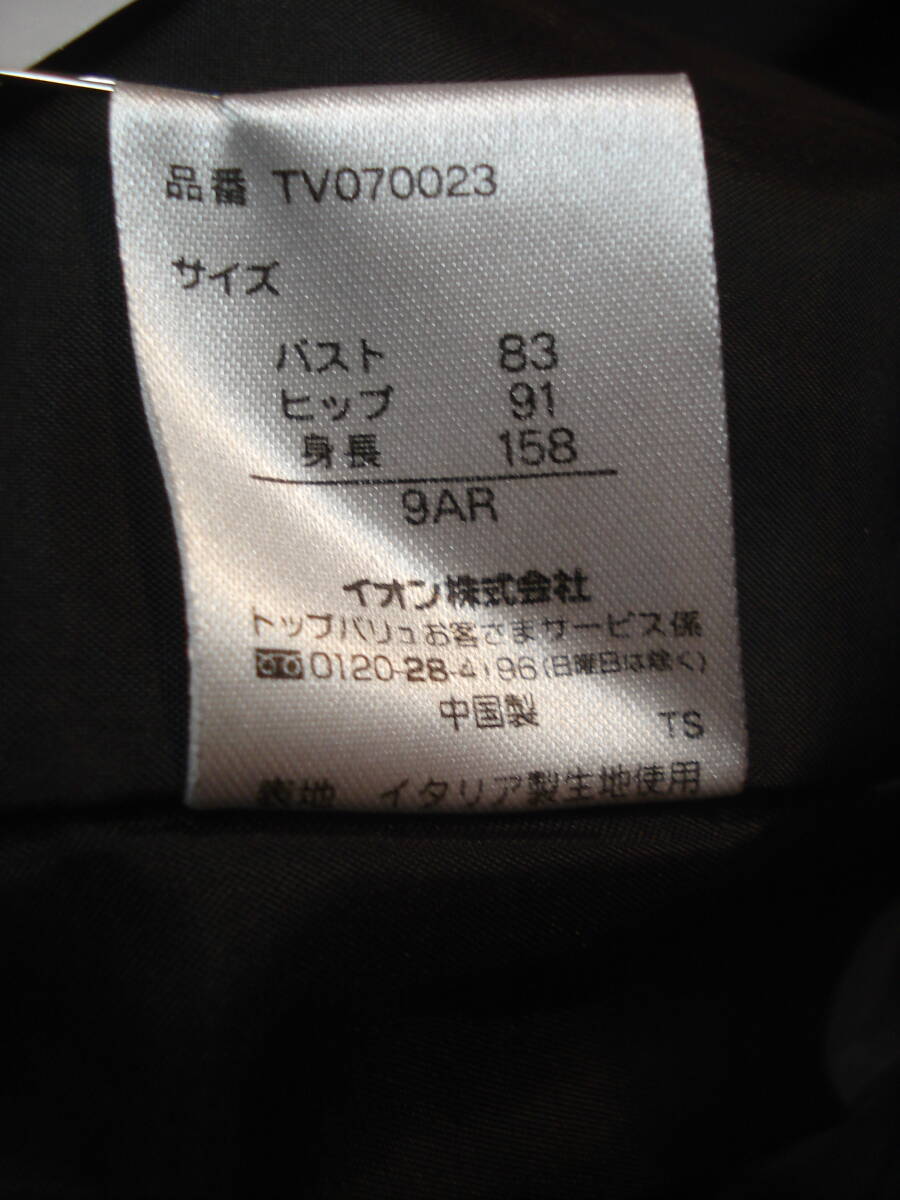 品番 TV070023
サイズ
バスト 83
ヒップ 91
身長 158
9AR
イオン株式会社
トップバリュお客さまサービス係
0120-28-4196(日曜日は除く)
中国製 TS
表地 イタリア製生地使用